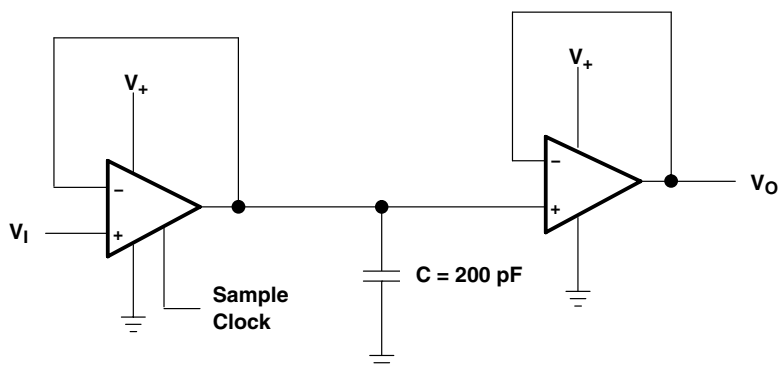 V+
V+
−
+
VI
Sample
Clock
C = 200 pF
−
+
VO